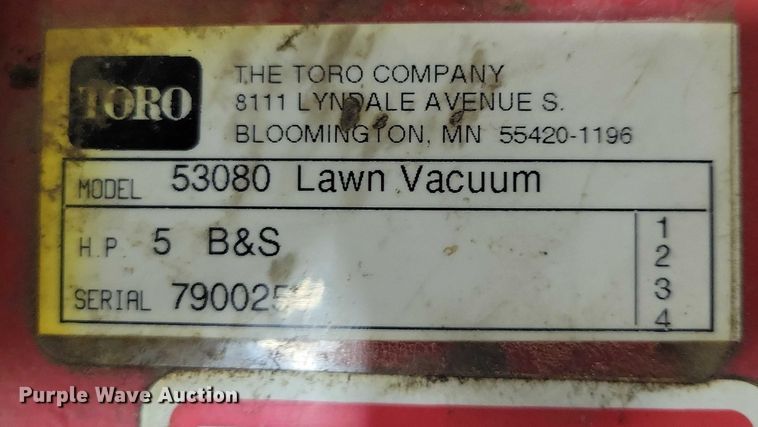 TORO
THE TORO COMPANY
8111 LYNDALE AVENUE S.
BLOOMINGTON, MN 55420-1196
MODEL 53080 Lawn Vacuum
H.P. 5 B&S
SERIAL
1
2
3
4
Purple Wave Auction